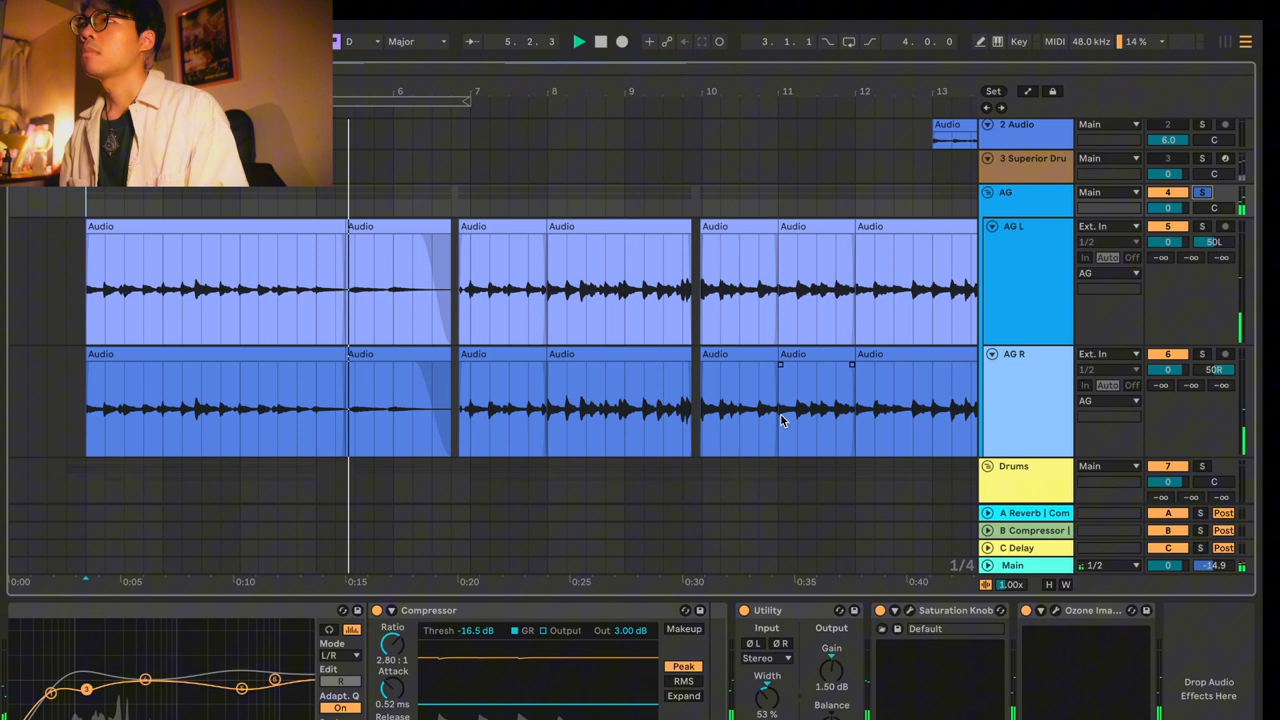 D Major 5. 2. 3 3. 1. 1 4. 0. 0 Key MIDI 48.0 kHz 14 %
6 7 8 9 10 11 12 13 Set
Audio 2 Audio Main 2 S
6.0 C
3 Superior Dru Main 3 S
0 C
AG Main 4 S
0 C
Audio Audio Audio Audio Audio Audio Audio AG L Ext. In 5 S
1/2 0 50L
In Auto Off -∞ -∞ -∞
AG
Audio Audio Audio Audio Audio Audio Audio AG R Ext. In 6 S
1/2 0 50R
In Auto Off -∞ -∞ -∞
AG
Drums Main 7 S
0 C
-∞ -∞ -∞
A Reverb | Com A S Post
B Compressor | B S Post
C Delay C S Post
1/4 Main 1/2 0 -14.9
0:00 0:05 0:10 0:15 0:20 0:25 0:30 0:35 0:40 1.00x H W
Compressor Utility Saturation Knob Ozone Ima...
Mode
L/R
Edit
R
Adapt. Q
On
Ratio
2.80 : 1
Attack
0.52 ms
Release
Thresh -16.5 dB GR Output Out 3.00 dB Makeup
Peak
RMS
Expand
Input Output
Ø L Ø R Gain
Stereo
Width 1.50 dB
53 % Balance
Default
Drop Audio
Effects Here
1 3 4 5 6